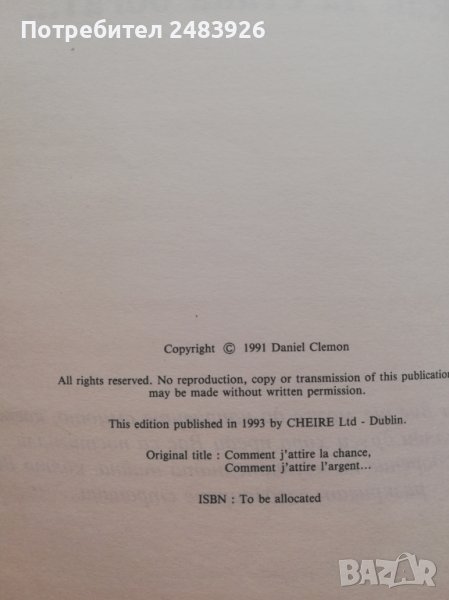 Потребител 2483926
Copyright © 1991 Daniel Clemon
All rights reserved. No reproduction, copy or transmission of this publication
may be made without written permission.
This edition published in 1993 by CHEIRE Ltd - Dublin.
Original title : Comment j'attire la chance,
Comment j'attire l'argent...
ISBN : To be allocated
BAZAR